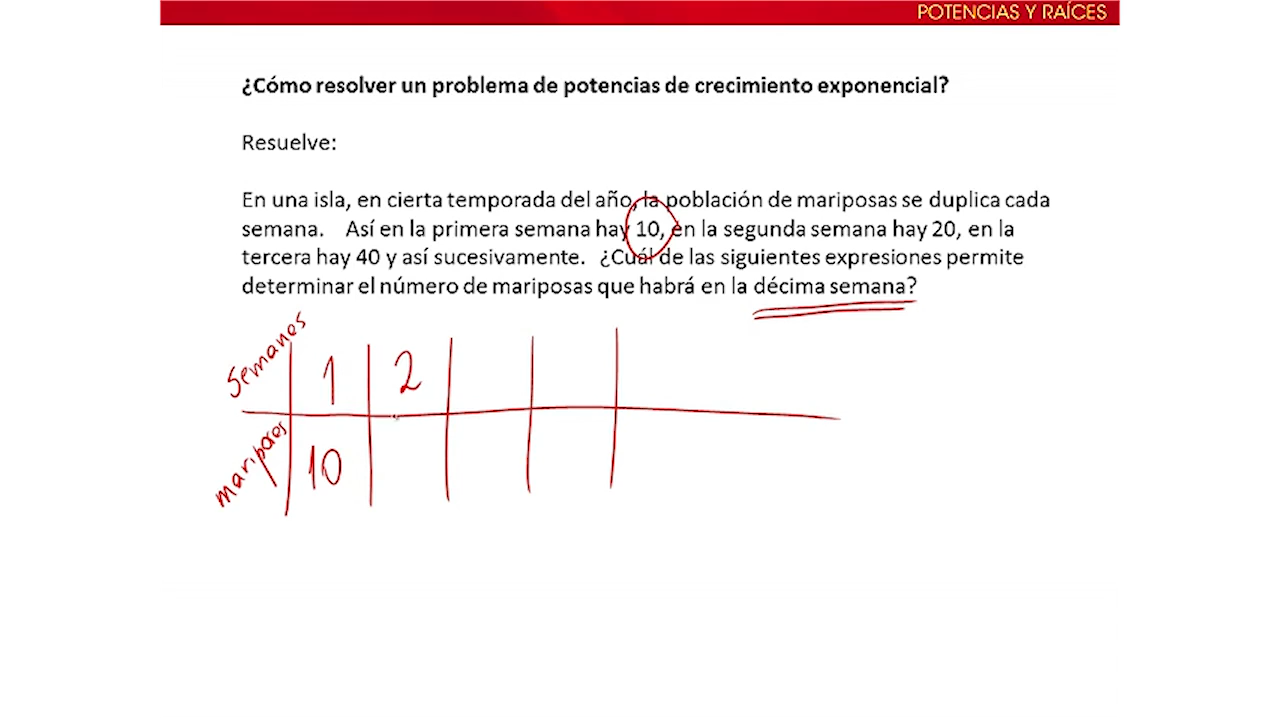 POTENCIAS Y RAÍCES
¿Cómo resolver un problema de potencias de crecimiento exponencial?
Resuelve:
En una isla, en cierta temporada del año, la población de mariposas se duplica cada
semana. Así en la primera semana hay 10, en la segunda semana hay 20, en la
tercera hay 40 y así sucesivamente. ¿Cuál de las siguientes expresiones permite
determinar el número de mariposas que habrá en la décima semana?
Semanas 1 2
mariposas 10